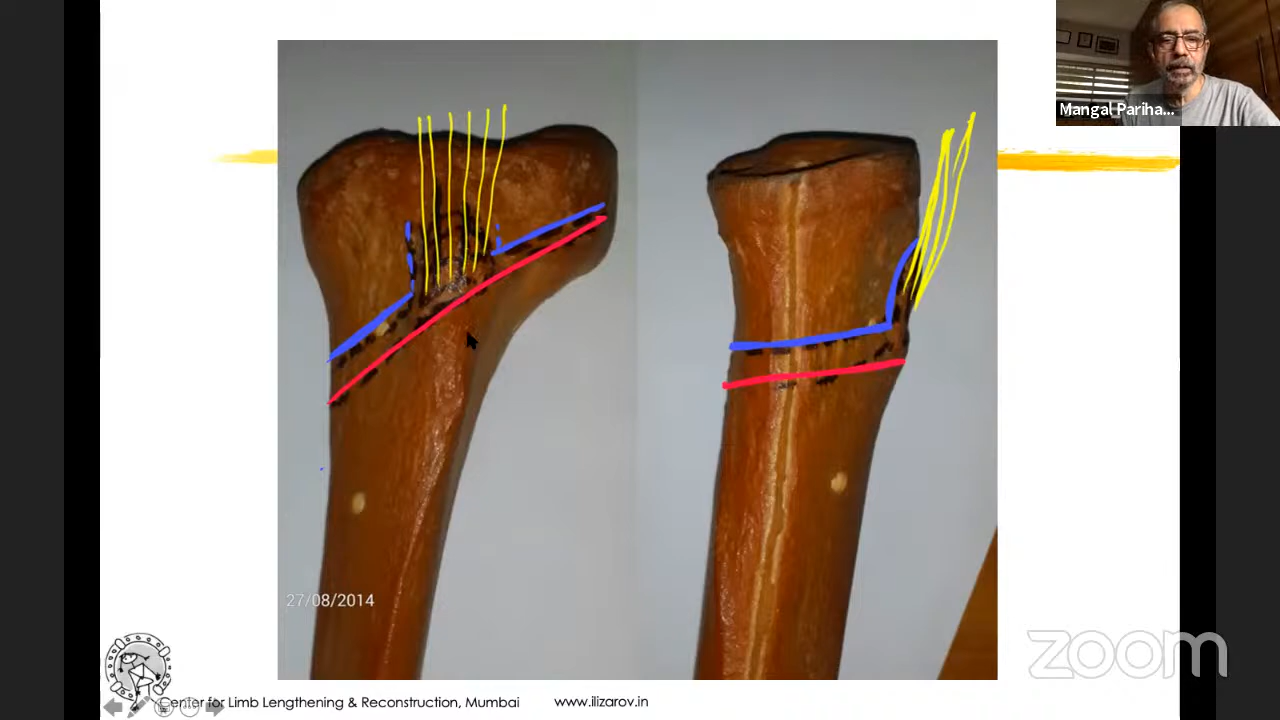 Mangal Pariha...
27/08/2014
zoom
Center for Limb Lengthening & Reconstruction, Mumbai
www.ilizarov.in